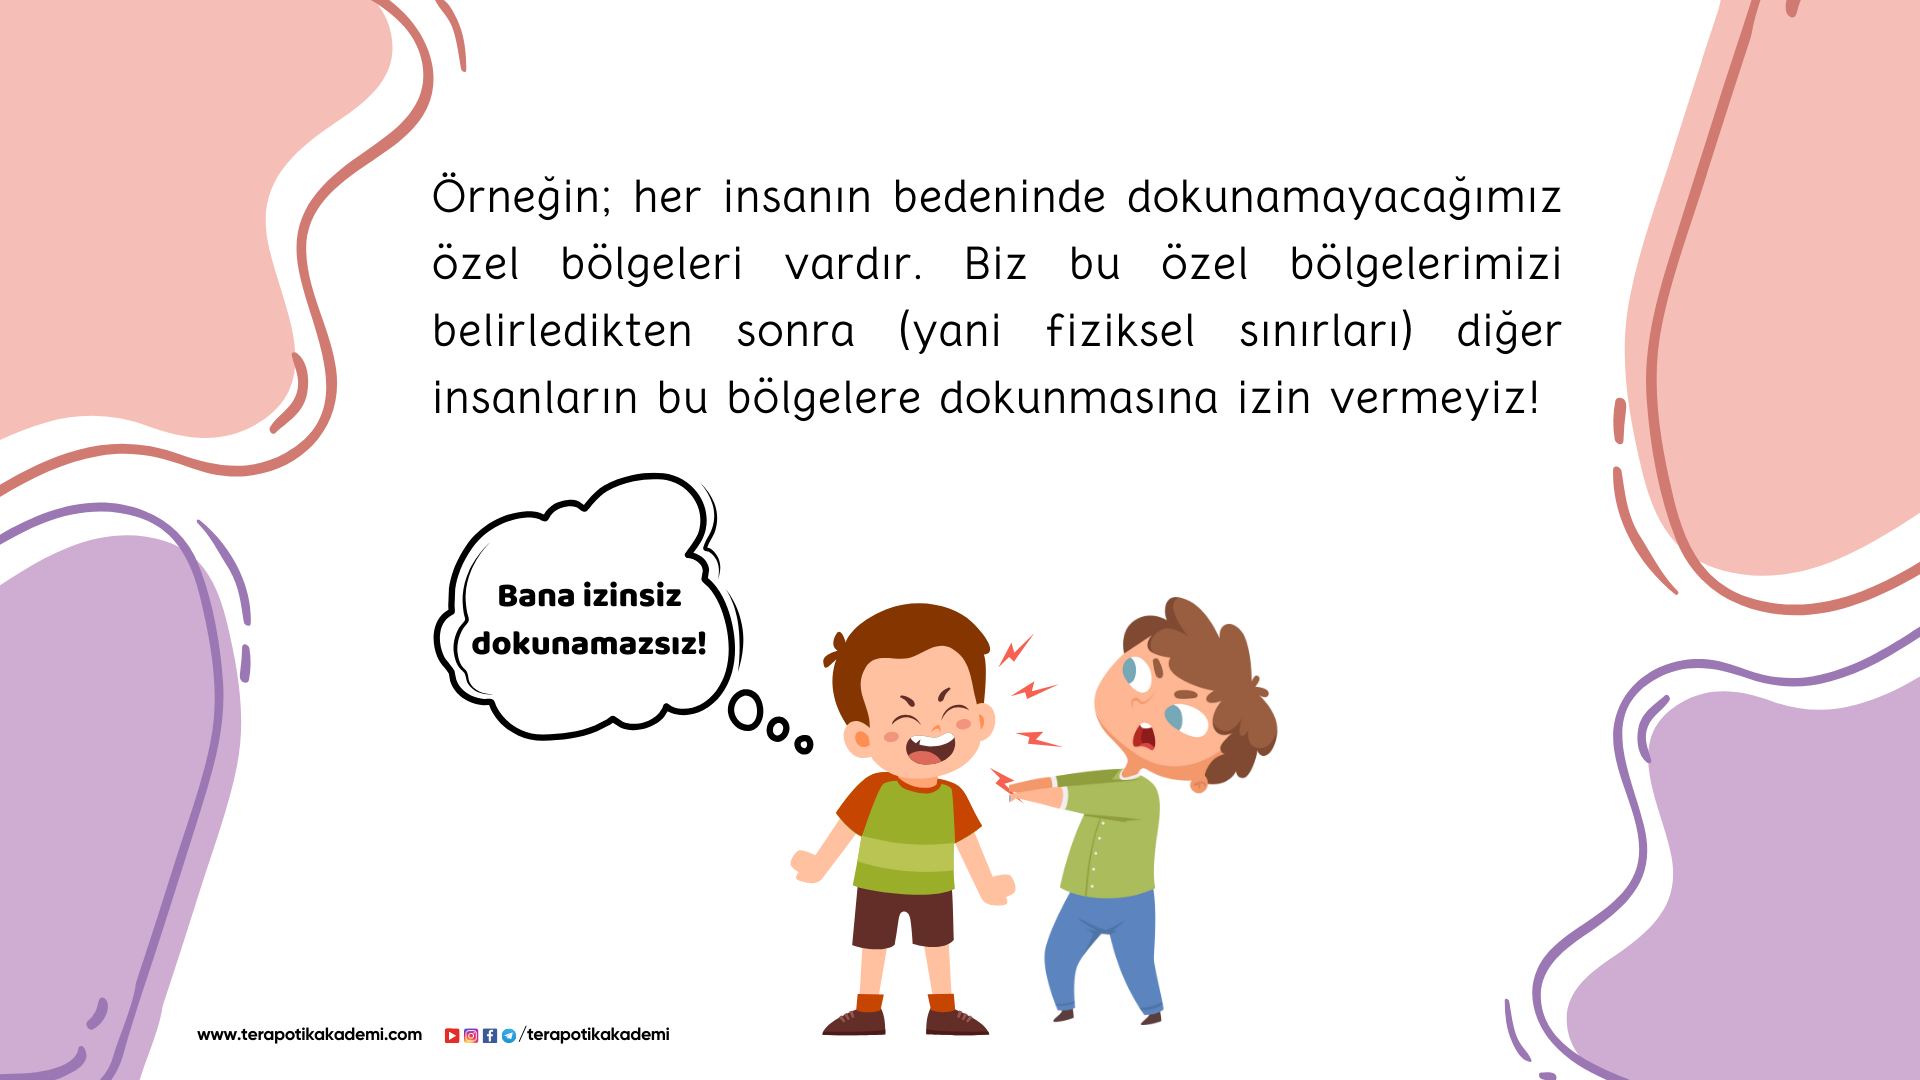 Örneğin; her insanın bedeninde dokunamayacağımız
özel bölgeleri vardır. Biz bu özel bölgelerimizi
belirledikten sonra (yani fiziksel sınırları) diğer
insanların bu bölgelere dokunmasına izin vermeyiz!
Bana izinsiz
dokunamazsız!
www.terapotikakademi.com /terapotikakademi